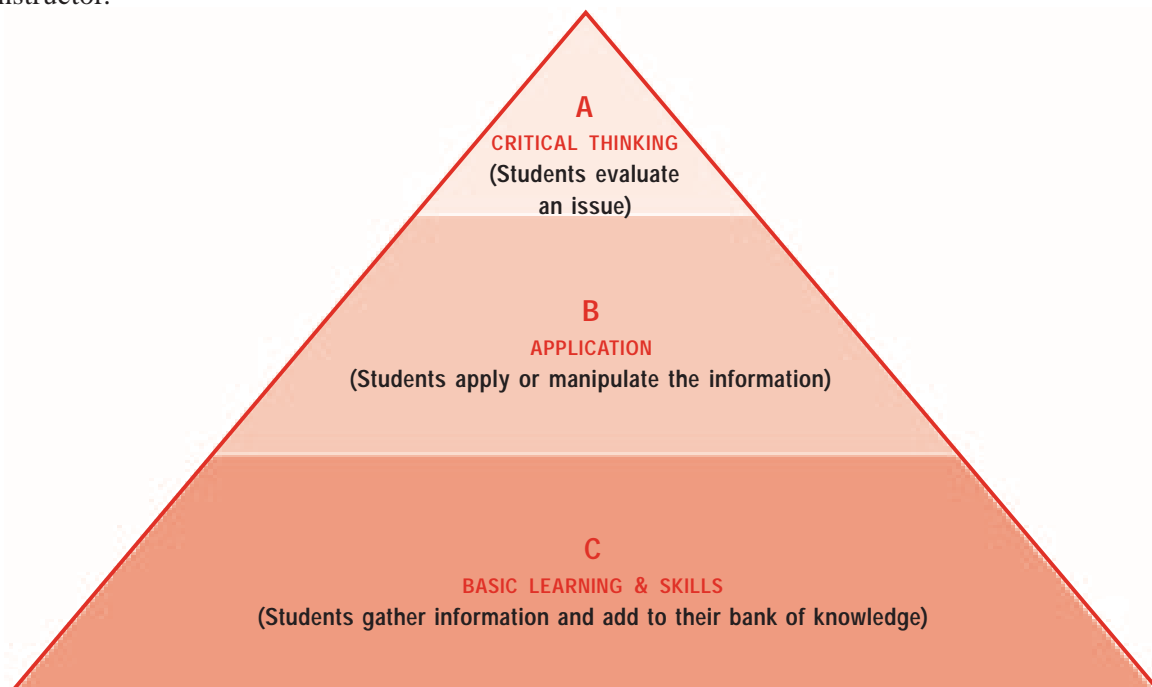 nstructor.
A
CRITICAL THINKING
(Students evaluate
an issue)
B
APPLICATION
(Students apply or manipulate the information)
C
BASIC LEARNING & SKILLS
(Students gather information and add to their bank of knowledge)